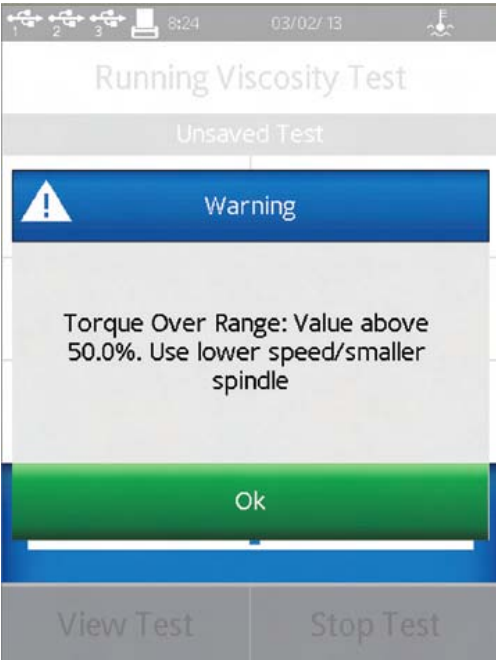 1 2 3 8:24 03/02/13
Running Viscosity Test
Unsaved Test
Warning
Torque Over Range: Value above
50.0%. Use lower speed/smaller
spindle
Ok
View Test Stop Test